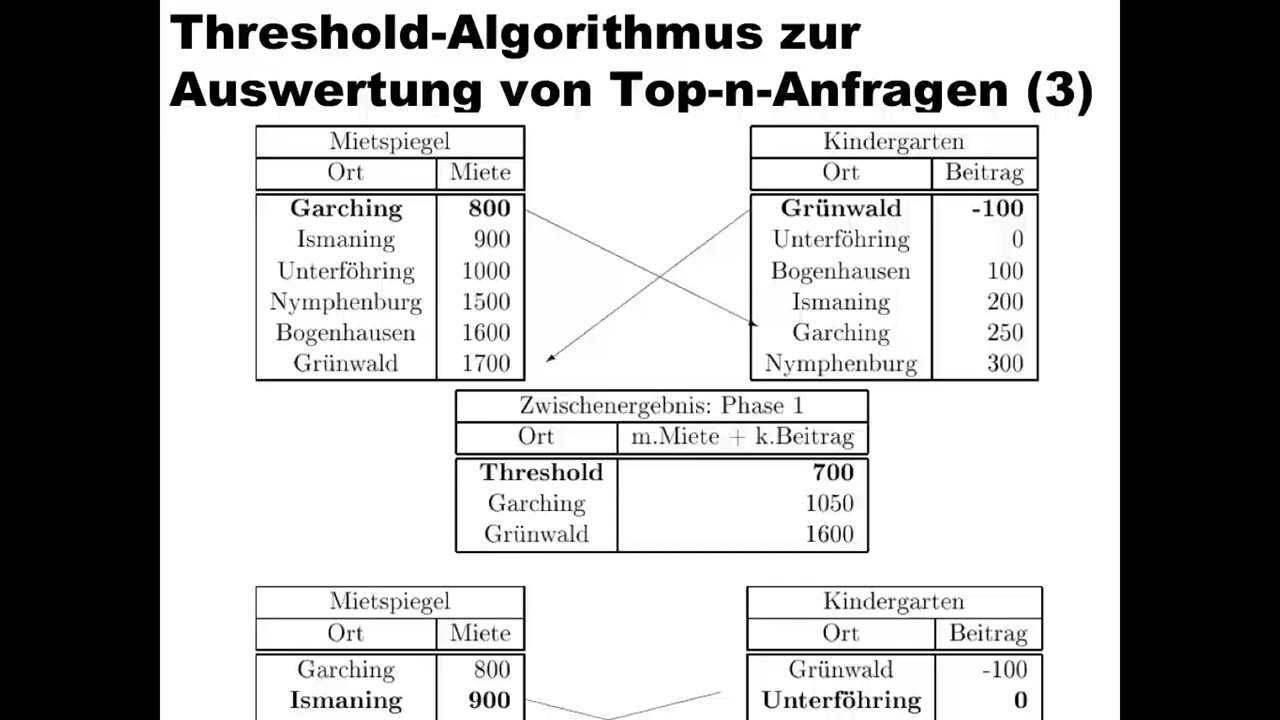 Threshold-Algorithmus zur
Auswertung von Top-n-Anfragen (3)
Mietspiegel
Ort Miete
Garching 800
Ismaning 900
Unterföhring 1000
Nymphenburg 1500
Bogenhausen 1600
Grünwald 1700
Kindergarten
Ort Beitrag
Grünwald -100
Unterföhring 0
Bogenhausen 100
Ismaning 200
Garching 250
Nymphenburg 300
Zwischenergebnis: Phase 1
Ort m.Miete + k.Beitrag
Threshold 700
Garching 1050
Grünwald 1600
Mietspiegel
Ort Miete
Garching 800
Ismaning 900
Kindergarten
Ort Beitrag
Grünwald -100
Unterföhring 0